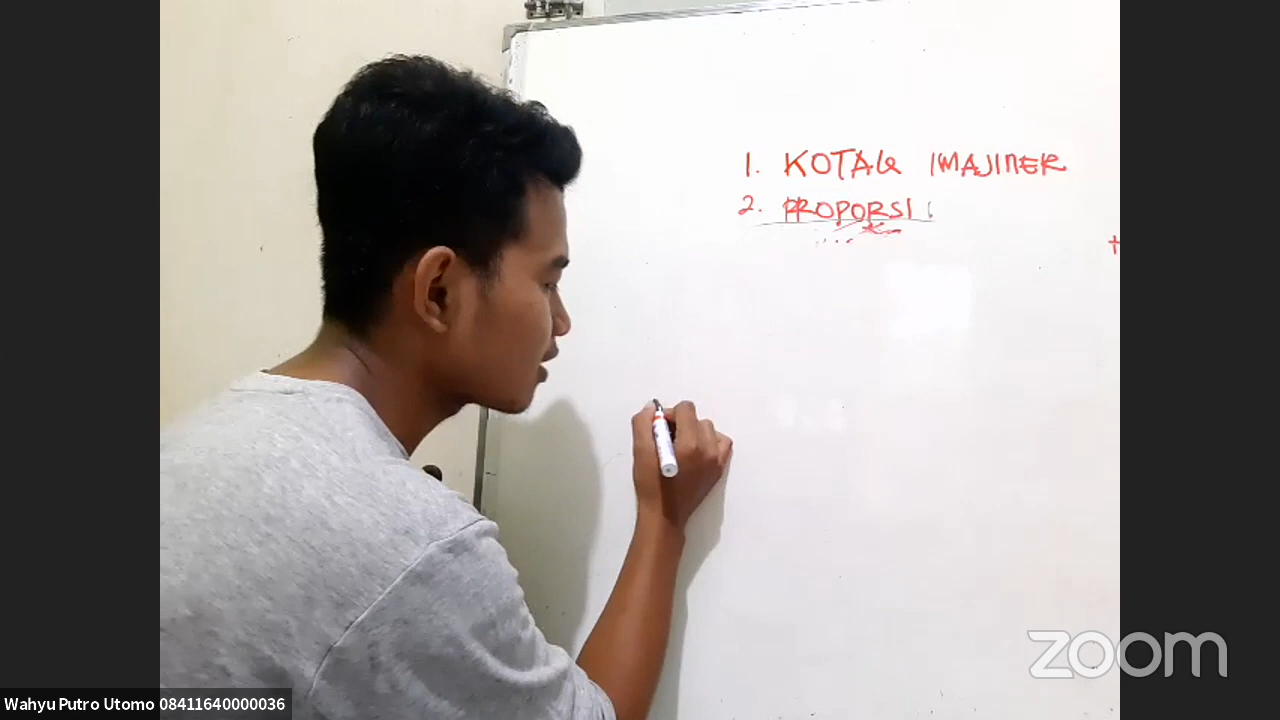 1. KOTAK IMAJINER
2. PROPORSI
zoom
Wahyu Putro Utomo 08411640000036